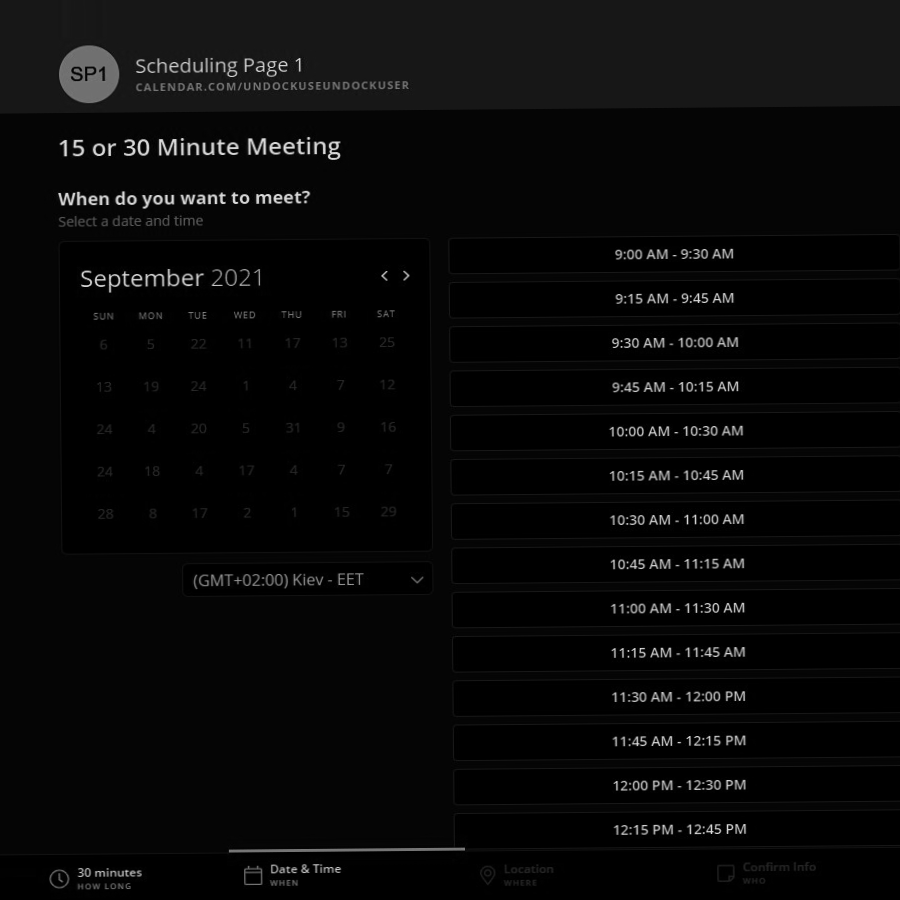 SP1
Scheduling Page 1
CALENDAR.COM/UNDOCKUSEUNDOCKUSER
15 or 30 Minute Meeting
When do you want to meet?
Select a date and time
September 2021
SUN MON TUE WED THU FRI SAT
6 5 22 11 17 13 25
13 19 24 1 4 7 12
24 4 20 5 31 9 16
24 18 4 17 4 7 7
28 8 17 2 1 15 29
(GMT+02:00) Kiev - EET
9:00 AM - 9:30 AM
9:15 AM - 9:45 AM
9:30 AM - 10:00 AM
9:45 AM - 10:15 AM
10:00 AM - 10:30 AM
10:15 AM - 10:45 AM
10:30 AM - 11:00 AM
10:45 AM - 11:15 AM
11:00 AM - 11:30 AM
11:15 AM - 11:45 AM
11:30 AM - 12:00 PM
11:45 AM - 12:15 PM
12:00 PM - 12:30 PM
12:15 PM - 12:45 PM
30 minutes
HOW LONG
Date & Time
WHEN
Location
WHERE
Confirm Info
WHO